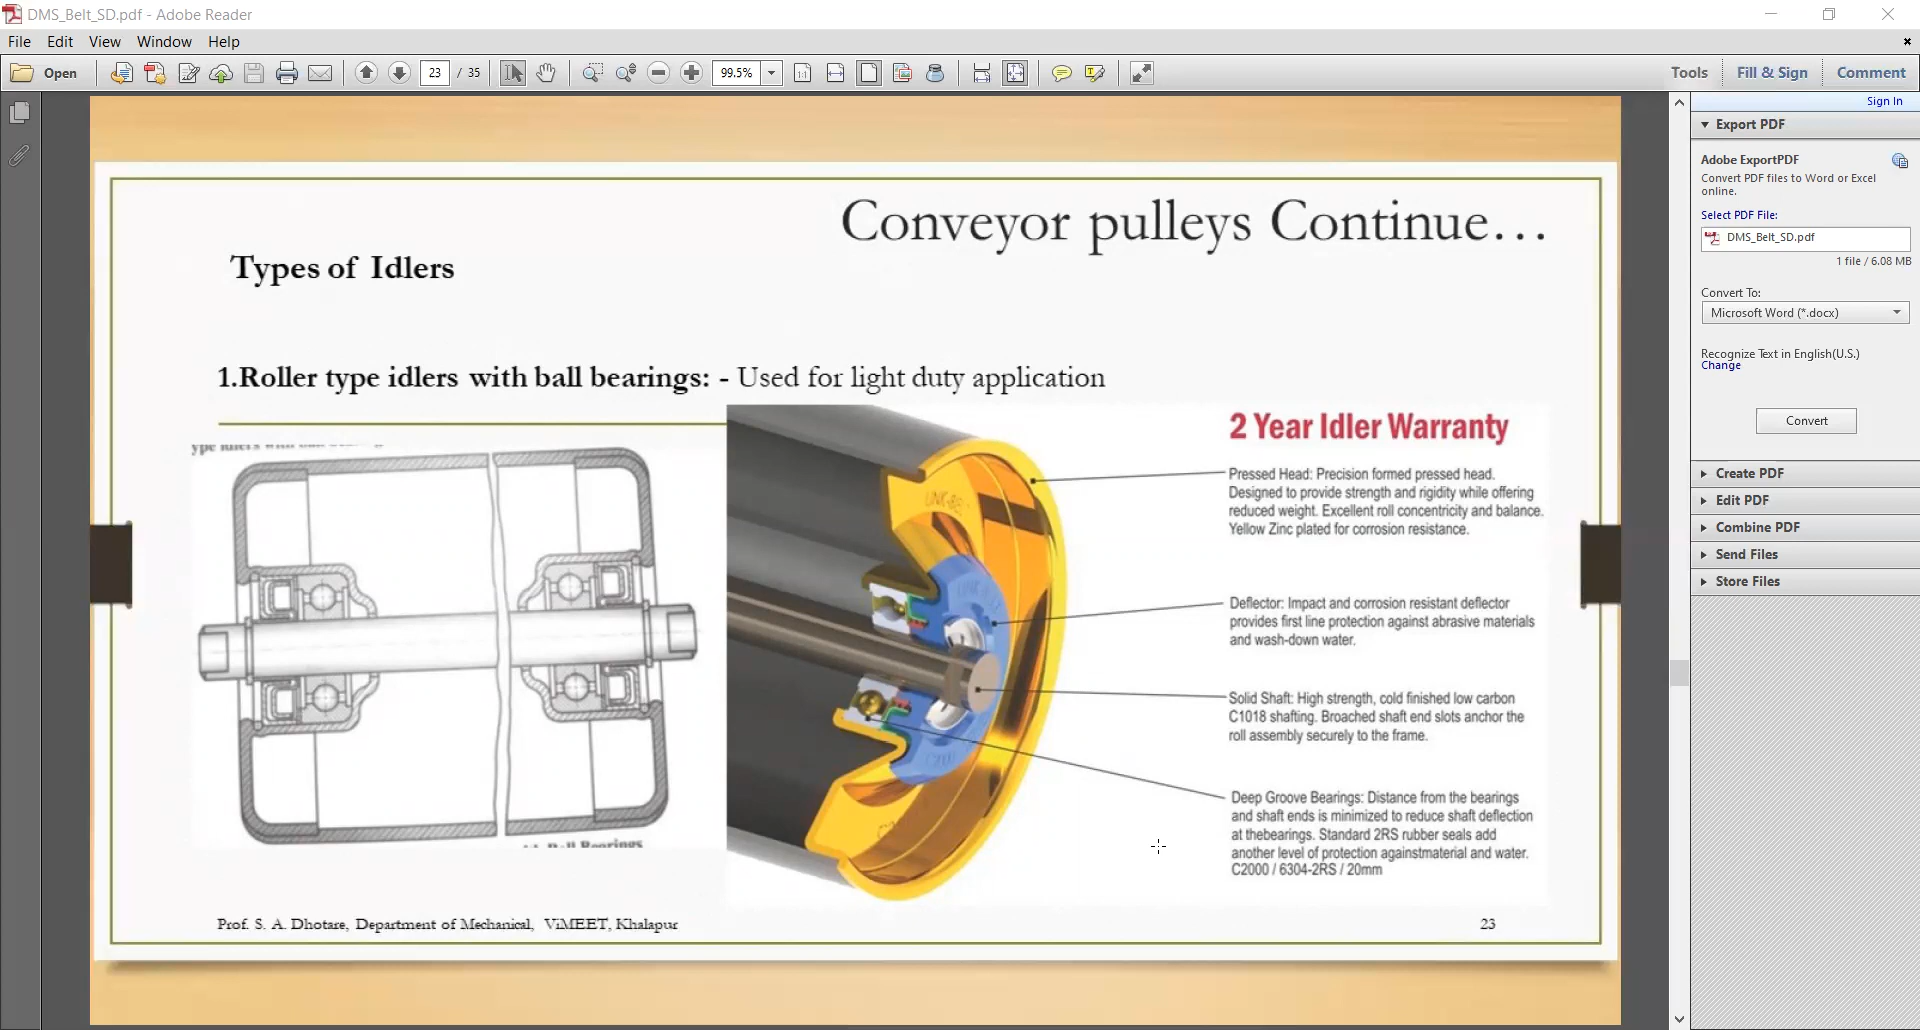 DMS_Belt_SD.pdf - Adobe Reader
File Edit View Window Help
Open 23 / 35 99.5% Tools Fill & Sign Comment
Sign In
Export PDF
Adobe ExportPDF
Convert PDF files to Word or Excel
online.
Select PDF File:
DMS_Belt_SD.pdf
1 file / 6.08 MB
Convert To:
Microsoft Word (*.docx)
Recognize Text in English(U.S.)
Change
Convert
Create PDF
Edit PDF
Combine PDF
Send Files
Store Files
Conveyor pulleys Continue...
Types of Idlers
1.Roller type idlers with ball bearings: - Used for light duty application
2 Year Idler Warranty
Pressed Head: Precision formed pressed head.
Designed to provide strength and rigidity while offering
reduced weight. Excellent roll concentricity and balance.
Yellow Zinc plated for corrosion resistance.
Deflector: Impact and corrosion resistant deflector
provides first line protection against abrasive materials
and wash-down water.
Solid Shaft: High strength, cold finished low carbon
C1018 shafting. Broached shaft end slots anchor the
roll assembly securely to the frame.
Deep Groove Bearings: Distance from the bearings
and shaft ends is minimized to reduce shaft deflection
at thebearings. Standard 2RS rubber seals add
another level of protection againstmaterial and water.
C2000 / 6304-2RS / 20mm
Prof. S. A. Dhotare, Department of Mechanical, ViMEET, Khalapur
23